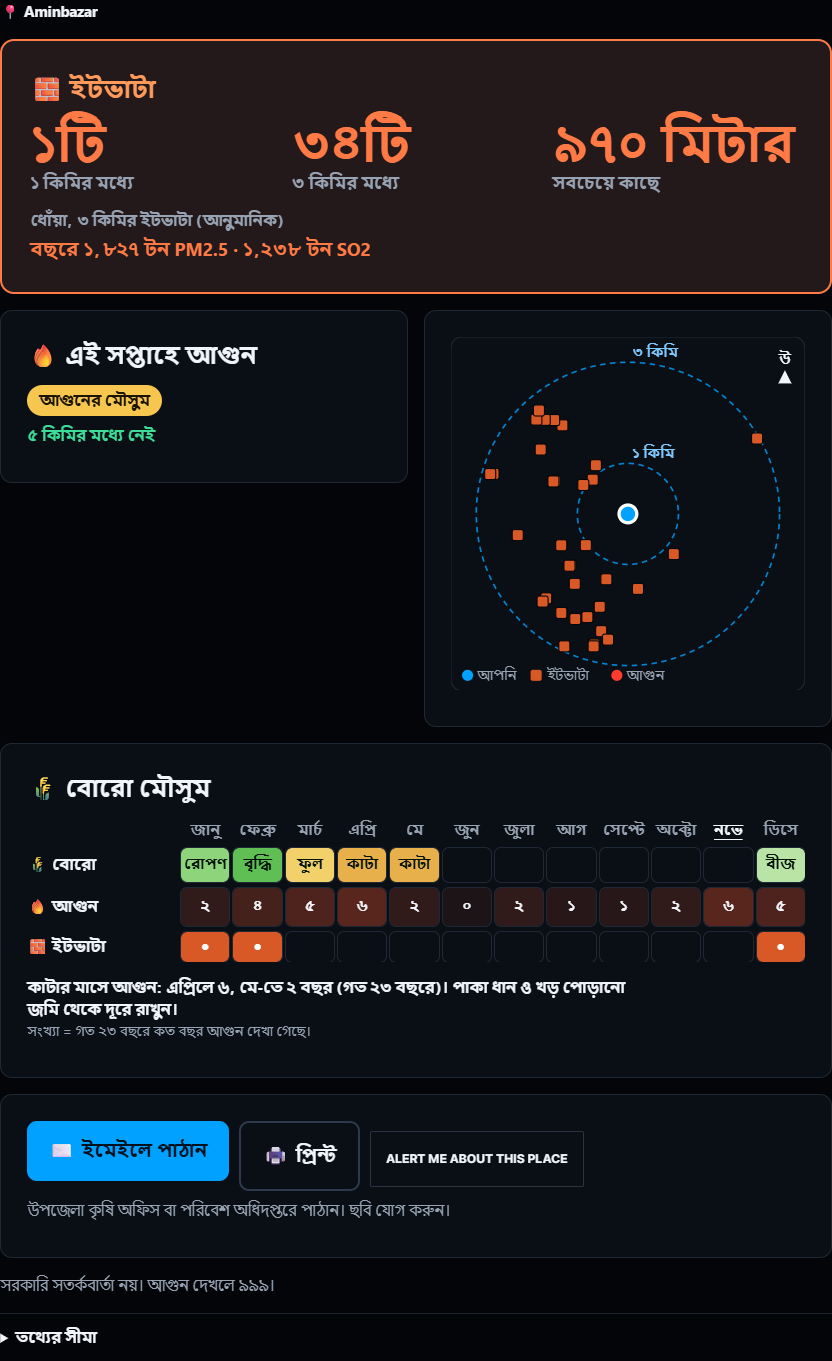 Aminbazar
ইটভাটা
১টি ৩৪টি ৯৭০ মিটার
১ কিমির মধ্যে ৩ কিমির মধ্যে সবচেয়ে কাছে
ধোঁয়া, ৩ কিমির ইটভাটা (আনুমানিক)
বছরে ১,৮২৭ টন PM2.5 · ১,২৩৮ টন SO2
এই সপ্তাহে আগুন
আগুনের মৌসুম
৫ কিমির মধ্যে নেই
৩ কিমি
উ
১ কিমি
আপনি ইটভাটা আগুন
বোরো মৌসুম
জানু ফেব্রু মার্চ এপ্রি মে জুন জুলা আগ সেপ্টে অক্টো নভে ডিসে
বোরো রোপণ বৃদ্ধি ফুল কাটা কাটা বীজ
আগুন ২ ৪ ৫ ৬ ২ ০ ২ ১ ১ ২ ৬ ৫
ইটভাটা • • •
কাটার মাসে আগুন: এপ্রিলে ৬, মে-তে ২ বছর (গত ২৩ বছরে)। পাকা ধান ও খড় পোড়ানো
জমি থেকে দূরে রাখুন।
সংখ্যা = গত ২৩ বছরে কত বছর আগুন দেখা গেছে।
ইমেইলে পাঠান প্রিন্ট ALERT ME ABOUT THIS PLACE
উপজেলা কৃষি অফিস বা পরিবেশ অধিদপ্তরে পাঠান। ছবি যোগ করুন।
সরকারি সতর্কবার্তা নয়। আগুন দেখলে ৯৯৯।
তথ্যের সীমা